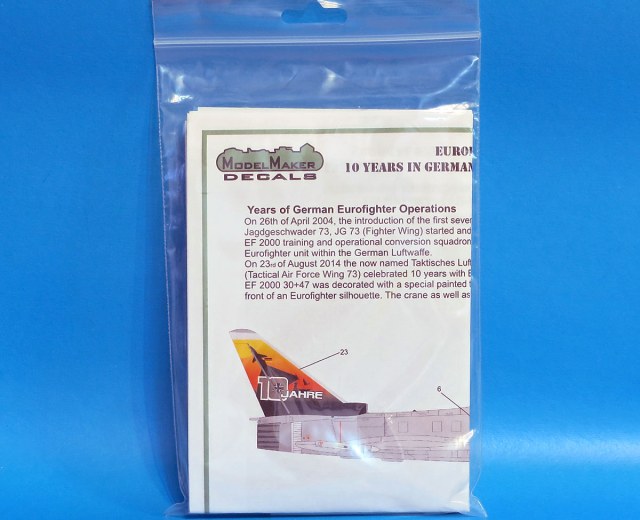 MODELMAKER
DECALS
EUROF
10 YEARS IN GERMAN
Years of German Eurofighter Operations
On 26th of April 2004, the introduction of the first seven
Jagdgeschwader 73, JG 73 (Fighter Wing) started and
EF 2000 training and operational conversion squadron
Eurofighter unit within the German Luftwaffe.
On 23rd of August 2014 the now named Taktisches Luf
(Tactical Air Force Wing 73) celebrated 10 years with E
EF 2000 30+47 was decorated with a special painted t
front of an Eurofighter silhouette. The crane as well as
23
10
JAHRE
6